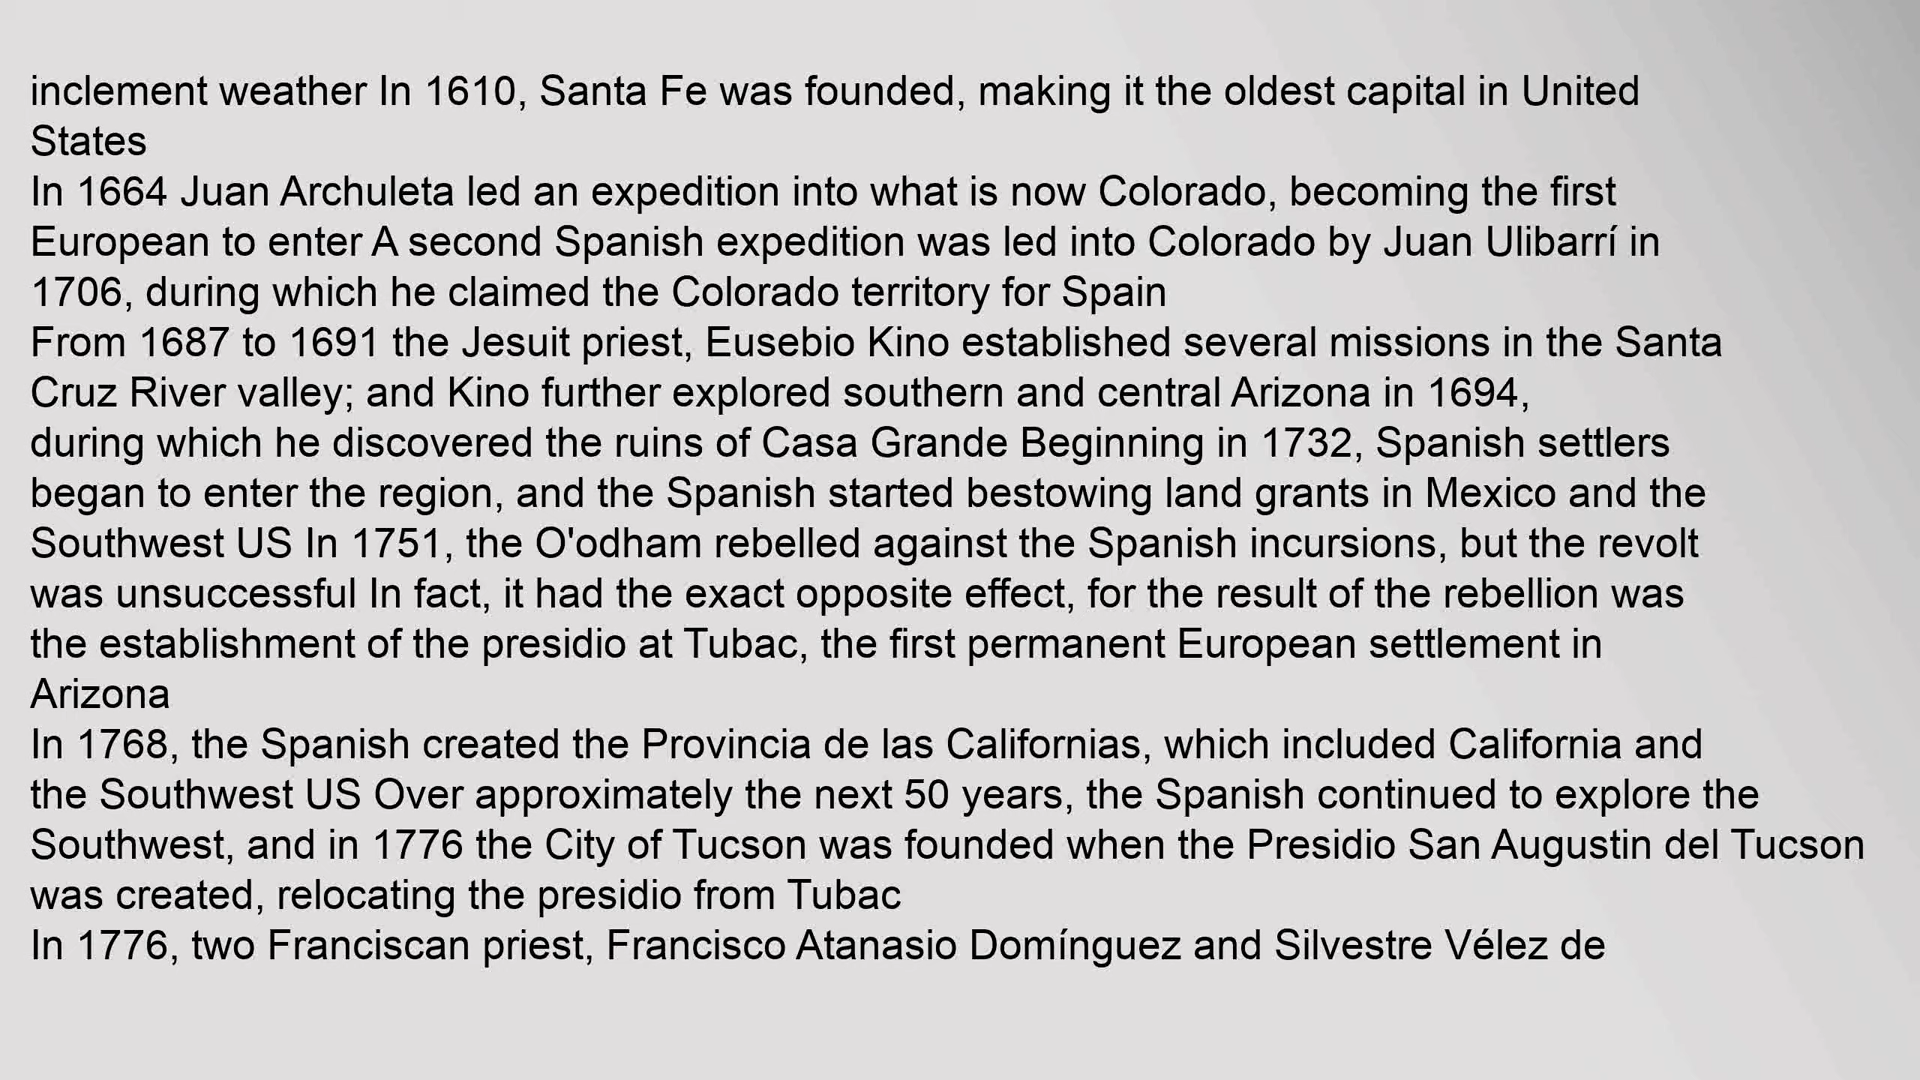 inclement weather In 1610, Santa Fe was founded, making it the oldest capital in United
States
In 1664 Juan Archuleta led an expedition into what is now Colorado, becoming the first
European to enter A second Spanish expedition was led into Colorado by Juan Ulibarrí in
1706, during which he claimed the Colorado territory for Spain
From 1687 to 1691 the Jesuit priest, Eusebio Kino established several missions in the Santa
Cruz River valley; and Kino further explored southern and central Arizona in 1694,
during which he discovered the ruins of Casa Grande Beginning in 1732, Spanish settlers
began to enter the region, and the Spanish started bestowing land grants in Mexico and the
Southwest US In 1751, the O'odham rebelled against the Spanish incursions, but the revolt
was unsuccessful In fact, it had the exact opposite effect, for the result of the rebellion was
the establishment of the presidio at Tubac, the first permanent European settlement in
Arizona
In 1768, the Spanish created the Provincia de las Californias, which included California and
the Southwest US Over approximately the next 50 years, the Spanish continued to explore the
Southwest, and in 1776 the City of Tucson was founded when the Presidio San Augustin del Tucson
was created, relocating the presidio from Tubac
In 1776, two Franciscan priest, Francisco Atanasio Domínguez and Silvestre Vélez de